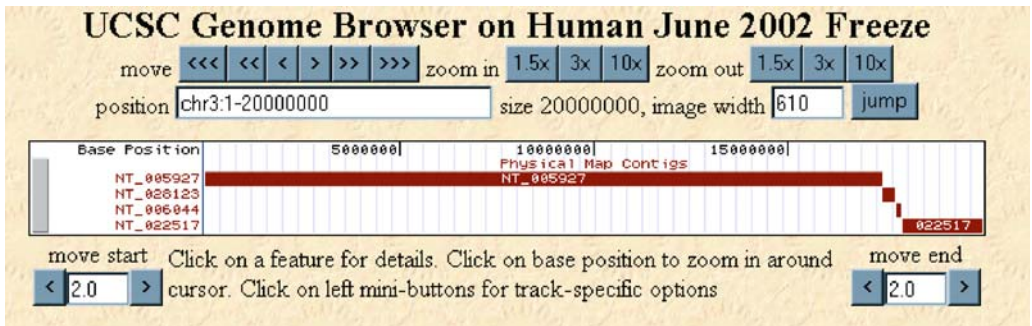 UCSC Genome Browser on Human June 2002 Freeze
move <<< << < > >> >>> zoom in 1.5x 3x 10x zoom out 1.5x 3x 10x
position chr3:1-20000000 size 20000000, image width 610 jump
Base Position 5000000| 10000000| 15000000|
Physical Map Contigs
NT_005927 NT_005927
NT_028123
NT_006044
NT_022517 022517
move start Click on a feature for details. Click on base position to zoom in around move end
< 2.0 > cursor. Click on left mini-buttons for track-specific options < 2.0 >